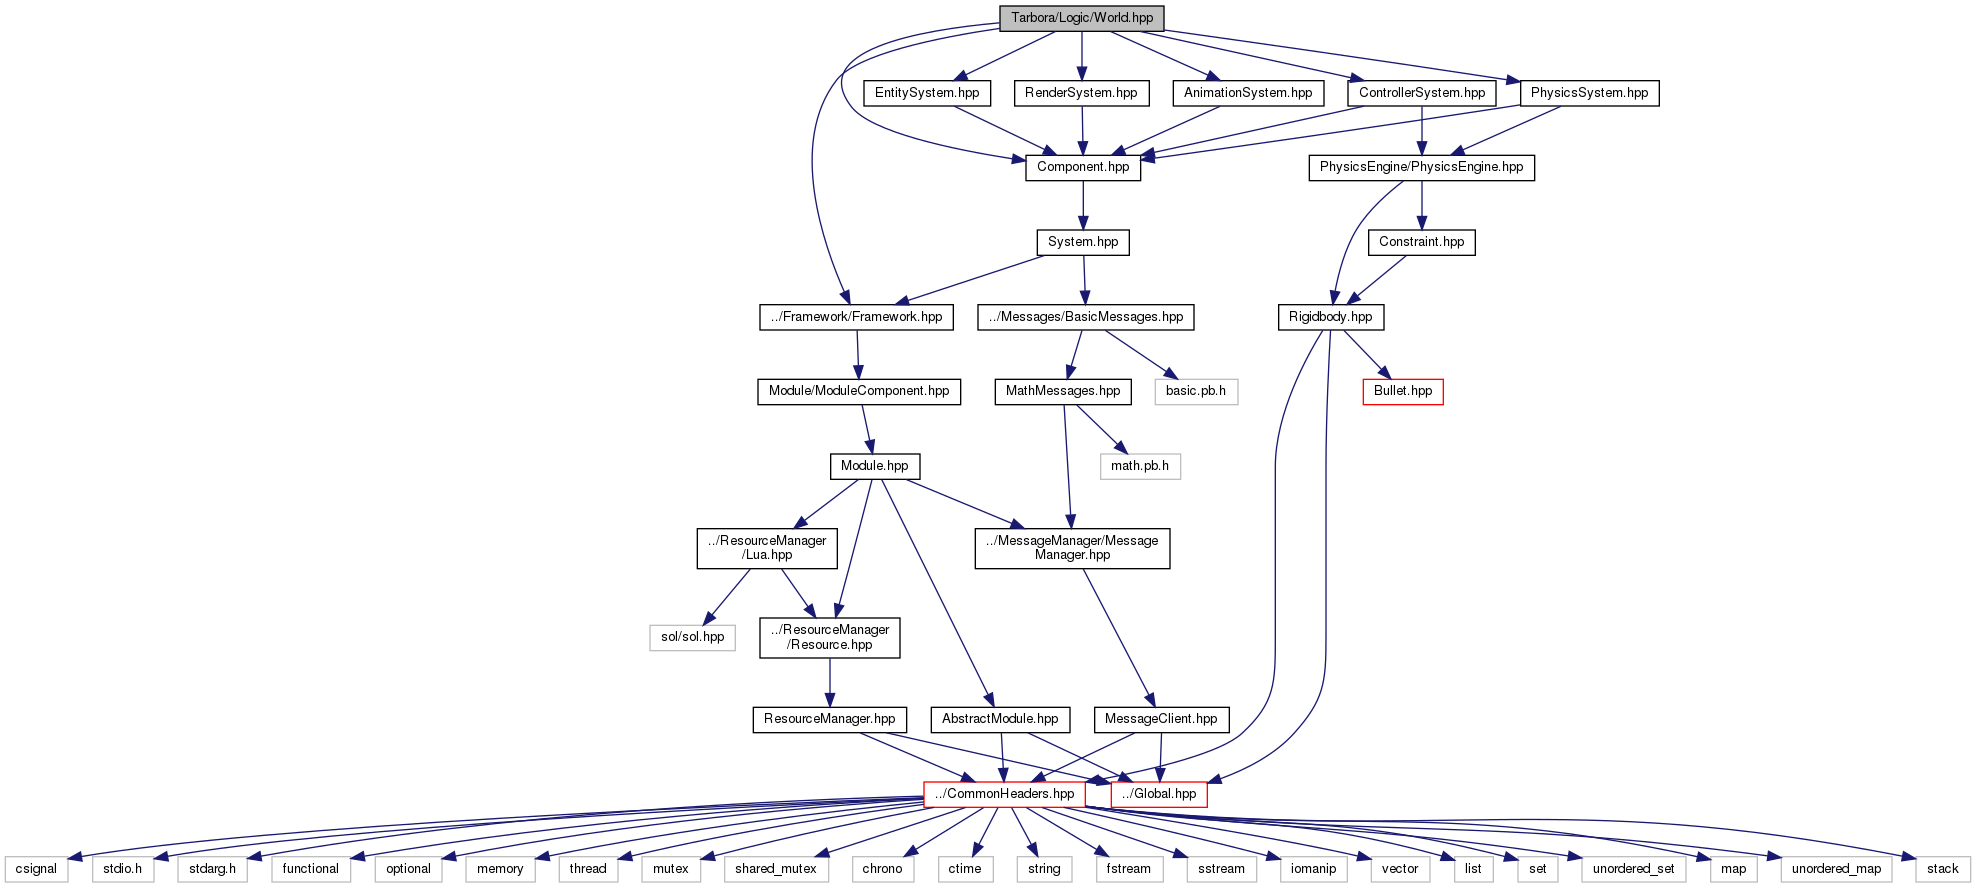 Tarbora/Logic/World.hpp
EntitySystem.hpp
RenderSystem.hpp
AnimationSystem.hpp
ControllerSystem.hpp
PhysicsSystem.hpp
Component.hpp
PhysicsEngine/PhysicsEngine.hpp
System.hpp
Constraint.hpp
../Framework/Framework.hpp
../Messages/BasicMessages.hpp
Rigidbody.hpp
Module/ModuleComponent.hpp
MathMessages.hpp
basic.pb.h
Bullet.hpp
Module.hpp
math.pb.h
../ResourceManager
/Lua.hpp
../MessageManager/Message
Manager.hpp
sol/sol.hpp
../ResourceManager
/Resource.hpp
ResourceManager.hpp
AbstractModule.hpp
MessageClient.hpp
../CommonHeaders.hpp
../Global.hpp
csignal
stdio.h
stdarg.h
functional
optional
memory
thread
mutex
shared_mutex
chrono
ctime
string
fstream
sstream
iomanip
vector
list
set
unordered_set
map
unordered_map
stack